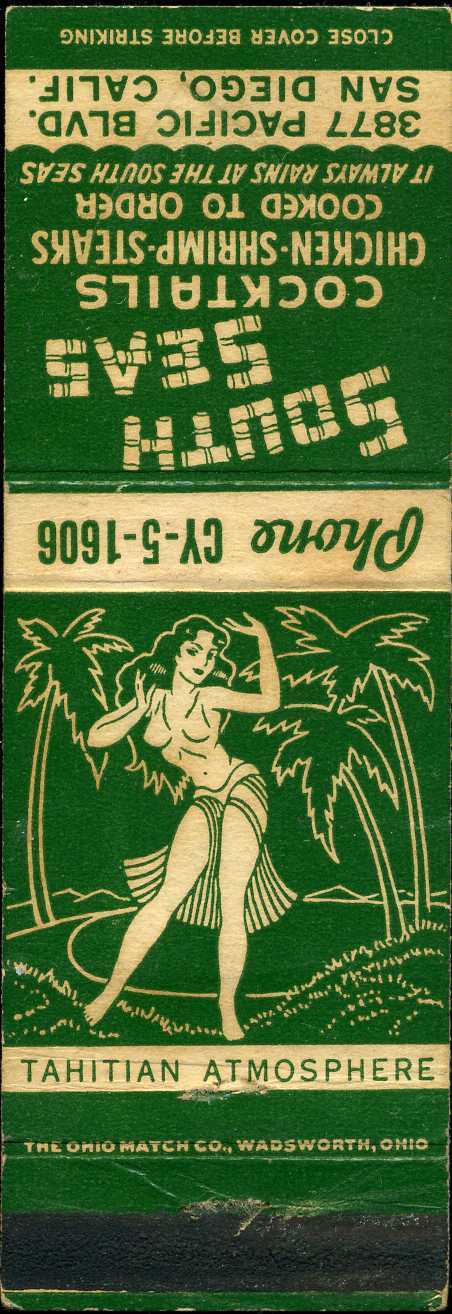 CLOSE COVER BEFORE STRIKING
3877 PACIFIC BLVD.
SAN DIEGO, CALIF.
IT ALWAYS RAINS AT THE SOUTH SEAS
COOKED TO ORDER
CHICKEN-SHRIMP-STEAKS
COCKTAILS
SOUTH
SEAS
Phone CY-5-1606
TAHITIAN ATMOSPHERE
THE OHIO MATCH CO., WADSWORTH, OHIO